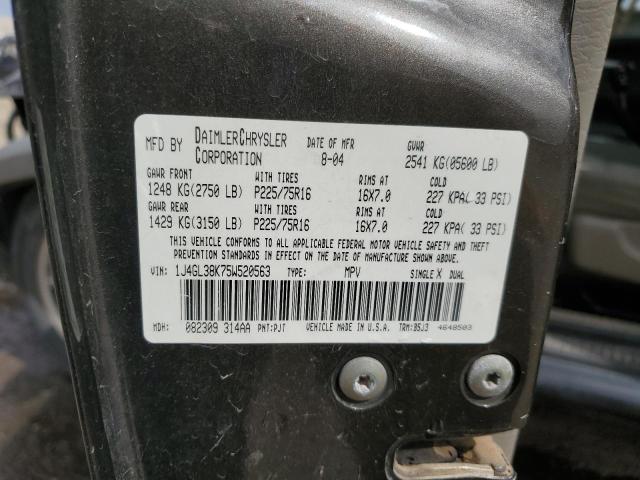 MFD BY DAIMLERCHRYSLER CORPORATION DATE OF MFR 8-04 GVWR 2541 KG(05600 LB)
GAWR FRONT WITH TIRES RIMS AT COLD
1248 KG(2750 LB) P225/75R16 16X7.0 227 KPA( 33 PSI)
GAWR REAR WITH TIRES RIMS AT COLD
1429 KG(3150 LB) P225/75R16 16X7.0 227 KPA( 33 PSI)
THIS VEHICLE CONFORMS TO ALL APPLICABLE FEDERAL MOTOR VEHICLE SAFETY AND THEFT
PREVENTION STANDARDS IN EFFECT ON THE DATE OF MANUFACTURE SHOWN ABOVE.
VIN: 1J4GL38K75W520563 TYPE: MPV SINGLE X DUAL
MDH: 082309 314AA PNT:PJT VEHICLE MADE IN U.S.A. TRM:B5J3 4648503